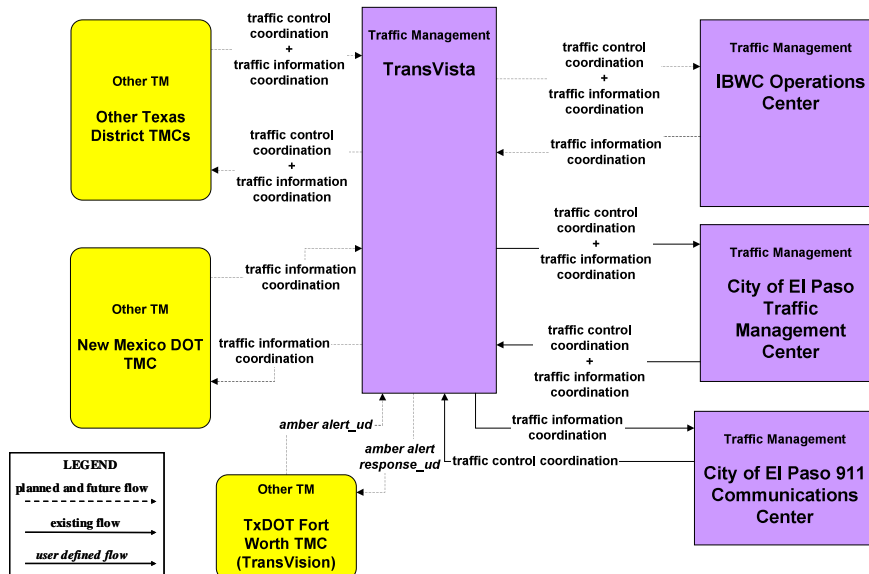 Other TM
Other Texas
District TMCs
traffic control
coordination
+
traffic information
coordination
traffic control
coordination
+
traffic information
coordination
Traffic Management
TransVista
traffic control
coordination
+
traffic information
coordination
traffic information
coordination
Traffic Management
IBWC Operations
Center
Other TM
New Mexico DOT
TMC
traffic information
coordination
traffic information
coordination
traffic control
coordination
+
traffic information
coordination
traffic control
coordination
+
traffic information
coordination
Traffic Management
City of El Paso
Traffic
Management
Center
amber alert_ud
amber alert
response_ud
traffic information
coordination
traffic control coordination
Traffic Management
City of El Paso 911
Communications
Center
Other TM
TxDOT Fort
Worth TMC
(TransVision)
LEGEND
planned and future flow
existing flow
user defined flow